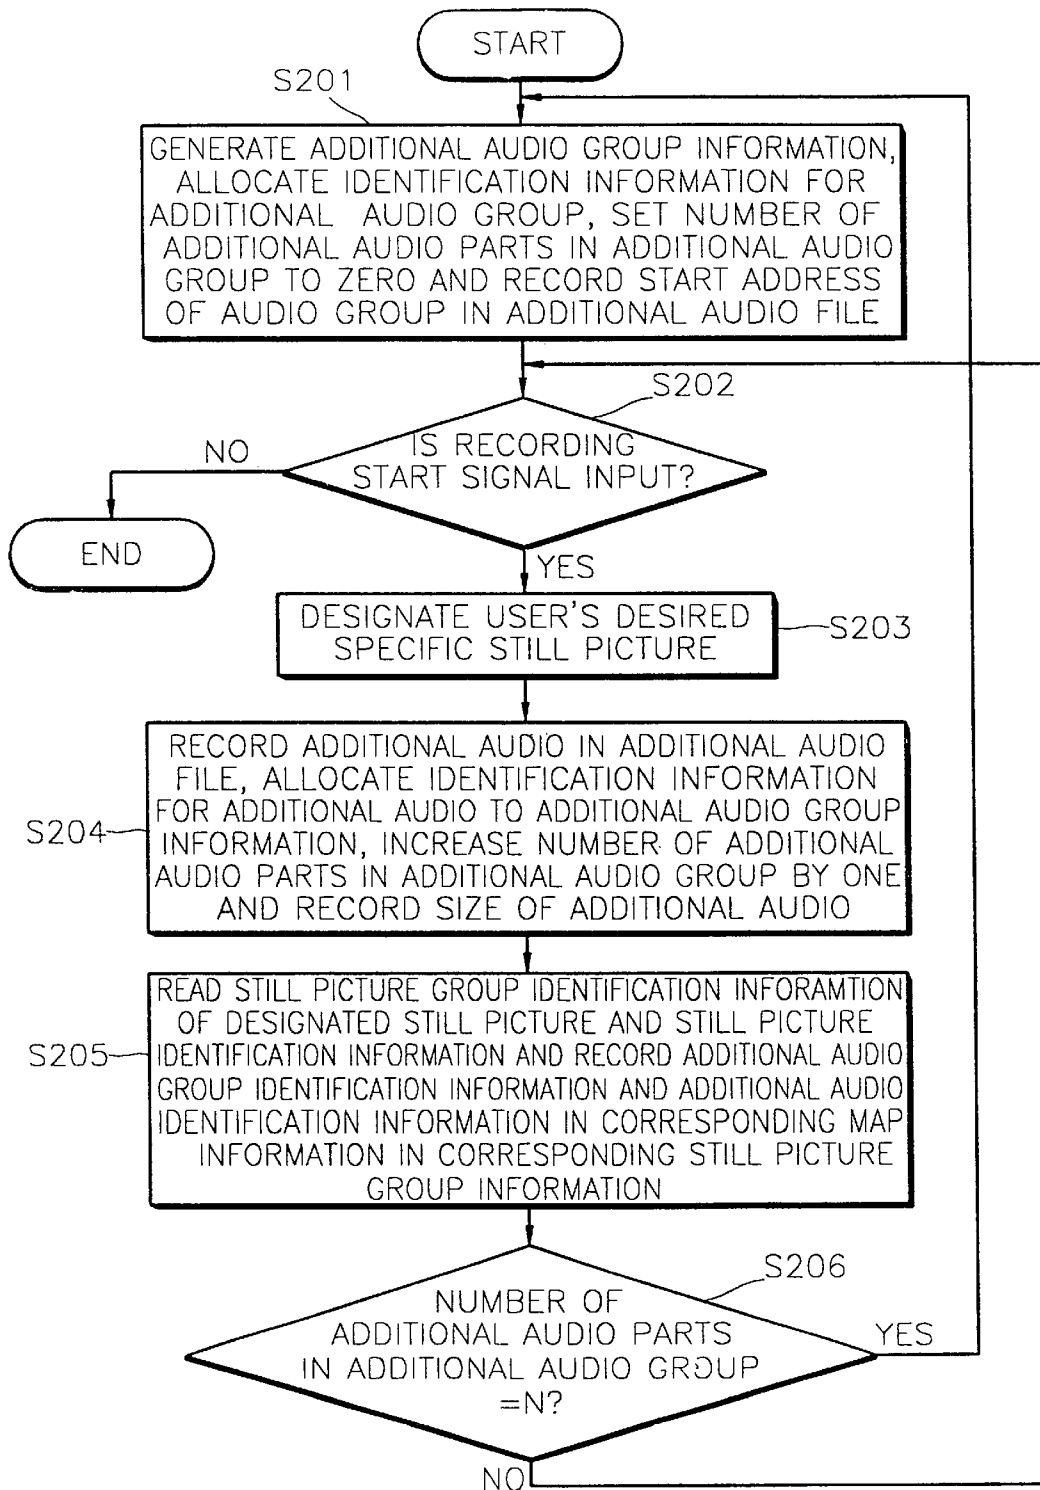 START
S201
GENERATE ADDITIONAL AUDIO GROUP INFORMATION,
ALLOCATE IDENTIFICATION INFORMATION FOR
ADDITIONAL AUDIO GROUP, SET NUMBER OF
ADDITIONAL AUDIO PARTS IN ADDITIONAL AUDIO
GROUP TO ZERO AND RECORD START ADDRESS
OF AUDIO GROUP IN ADDITIONAL AUDIO FILE
S202
IS RECORDING
START SIGNAL INPUT?
NO
END
YES
DESIGNATE USER'S DESIRED
SPECIFIC STILL PICTURE
S203
RECORD ADDITIONAL AUDIO IN ADDITIONAL AUDIO
FILE, ALLOCATE IDENTIFICATION INFORMATION
FOR ADDITIONAL AUDIO TO ADDITIONAL AUDIO GROUP
INFORMATION, INCREASE NUMBER OF ADDITIONAL
AUDIO PARTS IN ADDITIONAL AUDIO GROUP BY ONE
AND RECORD SIZE OF ADDITIONAL AUDIO
S204
READ STILL PICTURE GROUP IDENTIFICATION INFORAMTION
OF DESIGNATED STILL PICTURE AND STILL PICTURE
IDENTIFICATION INFORMATION AND RECORD ADDITIONAL AUDIO
GROUP IDENTIFICATION INFORMATION AND ADDITIONAL AUDIO
IDENTIFICATION INFORMATION IN CORRESPONDING MAP
INFORMATION IN CORRESPONDING STILL PICTURE
GROUP INFORMATION
S205
S206
NUMBER OF
ADDITIONAL AUDIO PARTS
IN ADDITIONAL AUDIO GROUP
=N?
YES
NO